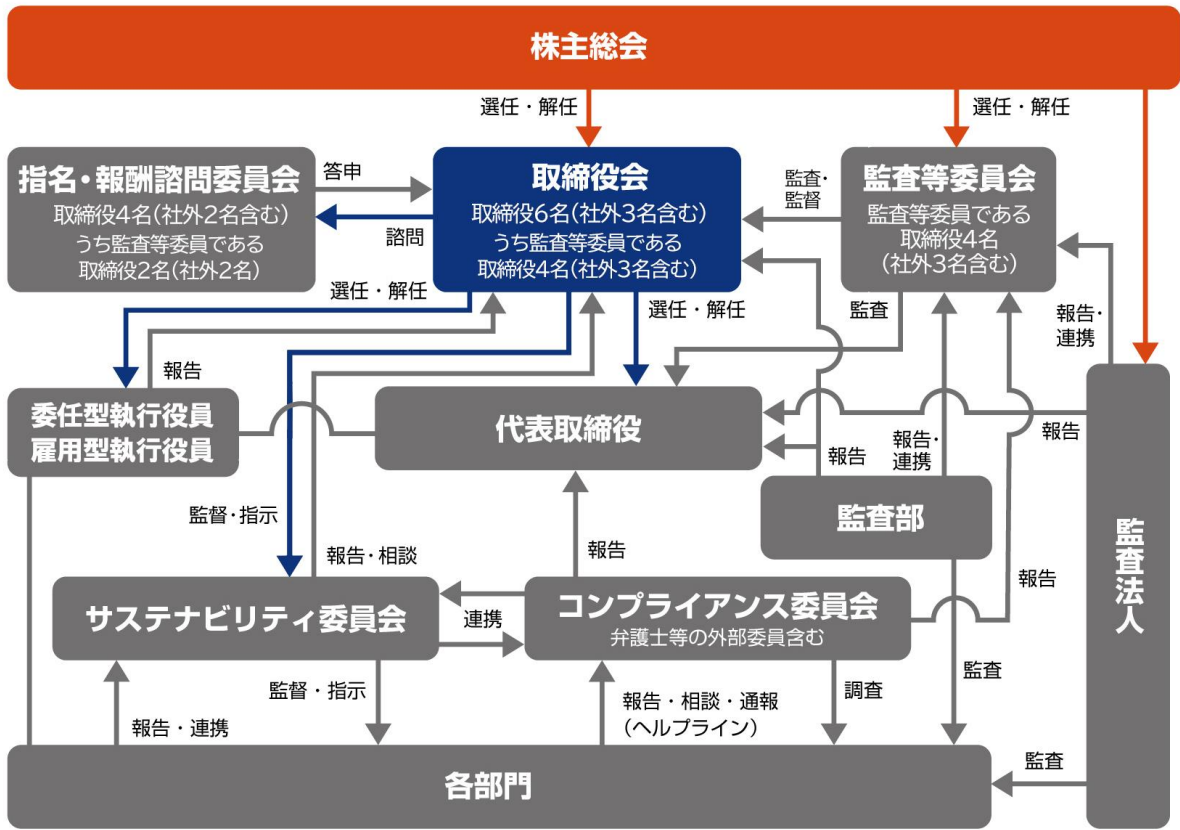 株主総会
選任・解任
選任・解任
指名・報酬諮問委員会
取締役4名(社外2名含む)
うち監査等委員である
取締役2名(社外2名)
答申
諮問
取締役会
取締役6名(社外3名含む)
うち監査等委員である
取締役4名(社外3名含む)
監査・
監督
監査等委員会
監査等委員である
取締役4名
(社外3名含む)
選任・解任
選任・解任
監査
報告・
連携
報告
委任型執行役員
雇用型執行役員
代表取締役
報告
報告・
連携
報告
監査部
監督・指示
報告・相談
報告
報告
監査法人
サステナビリティ委員会
連携
コンプライアンス委員会
弁護士等の外部委員含む
監督・指示
報告・連携
報告・相談・通報
(ヘルプライン)
調査
監査
各部門
監査